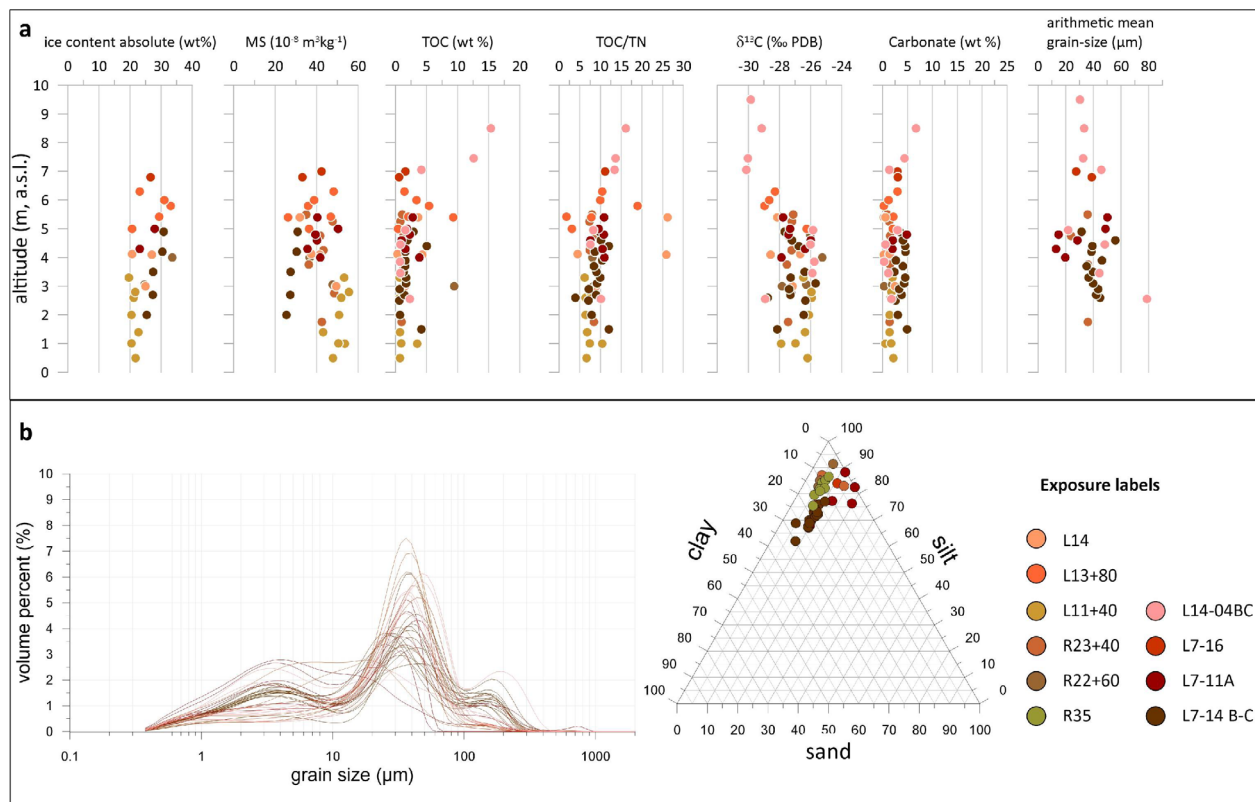 a
ice content absolute (wt%)
0 10 20 30 40
MS (10⁻⁸ m³kg⁻¹)
0 20 40 60
TOC (wt %)
0 5 10 15 20
TOC/TN
0 5 10 15 20 25 30
δ¹³C (‰ PDB)
-30 -28 -26 -24
Carbonate (wt %)
0 5 10 15 20 25
arithmetic mean
grain-size (µm)
0 20 40 60 80
altitude (m, a.s.l.)
10
9
8
7
6
5
4
3
2
1
0
b
volume percent (%)
10
9
8
7
6
5
4
3
2
1
0
0.1 1 10 100 1000
grain size (µm)
clay
0
10
20
30
40
50
60
70
80
90
100
silt
100
90
80
70
60
50
40
30
20
10
0
0 10 20 30 40 50 60 70 80 90 100
sand
Exposure labels
L14
L13+80
L11+40
R23+40
R22+60
R35
L14-04BC
L7-16
L7-11A
L7-14 B-C